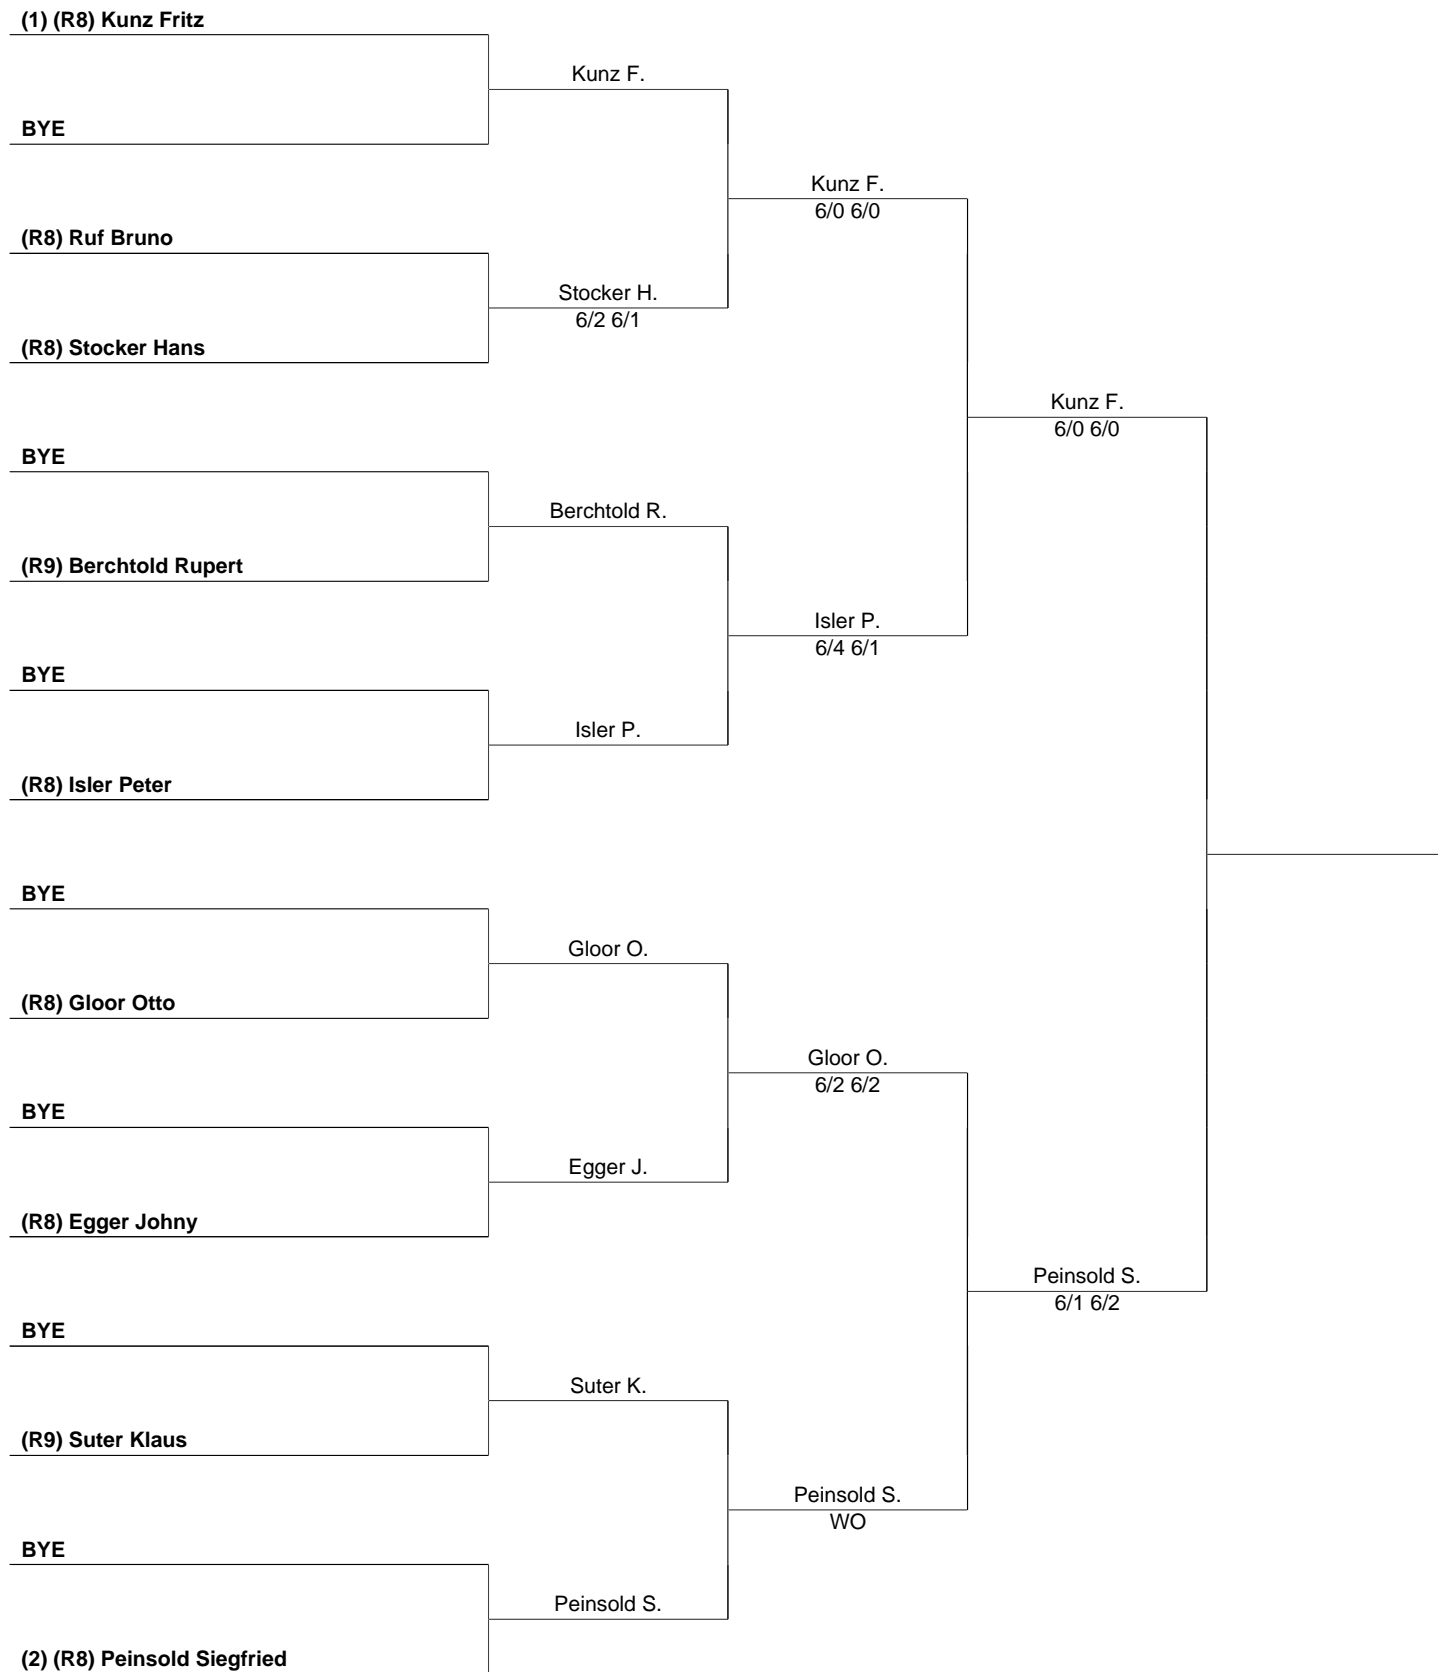 (1) (R8) Kunz Fritz
Kunz F.
BYE
Kunz F.
6/0 6/0
(R8) Ruf Bruno
Stocker H.
6/2 6/1
(R8) Stocker Hans
Kunz F.
6/0 6/0
BYE
Berchtold R.
(R9) Berchtold Rupert
Isler P.
6/4 6/1
BYE
Isler P.
(R8) Isler Peter
BYE
Gloor O.
(R8) Gloor Otto
Gloor O.
6/2 6/2
BYE
Egger J.
(R8) Egger Johny
Peinsold S.
6/1 6/2
BYE
Suter K.
(R9) Suter Klaus
Peinsold S.
WO
BYE
Peinsold S.
(2) (R8) Peinsold Siegfried